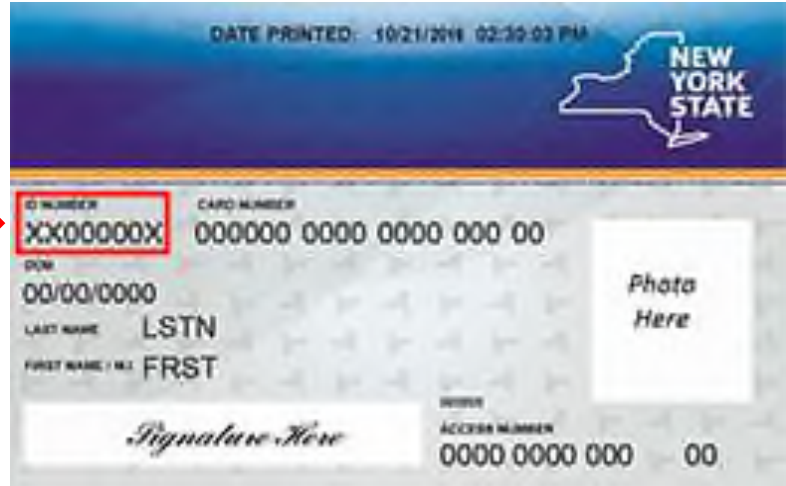 DATE PRINTED: 10/21/2016 02:30:03 PM
NEW
YORK
STATE
ID NUMBER
CARD NUMBER
XX00000X
000000 0000 0000 000 00
00/00/0000
LAST NAME LSTN
FIRST NAME / M.I. FRST
Photo
Here
Signature Here
ACCESS NUMBER
0000 0000 000 00